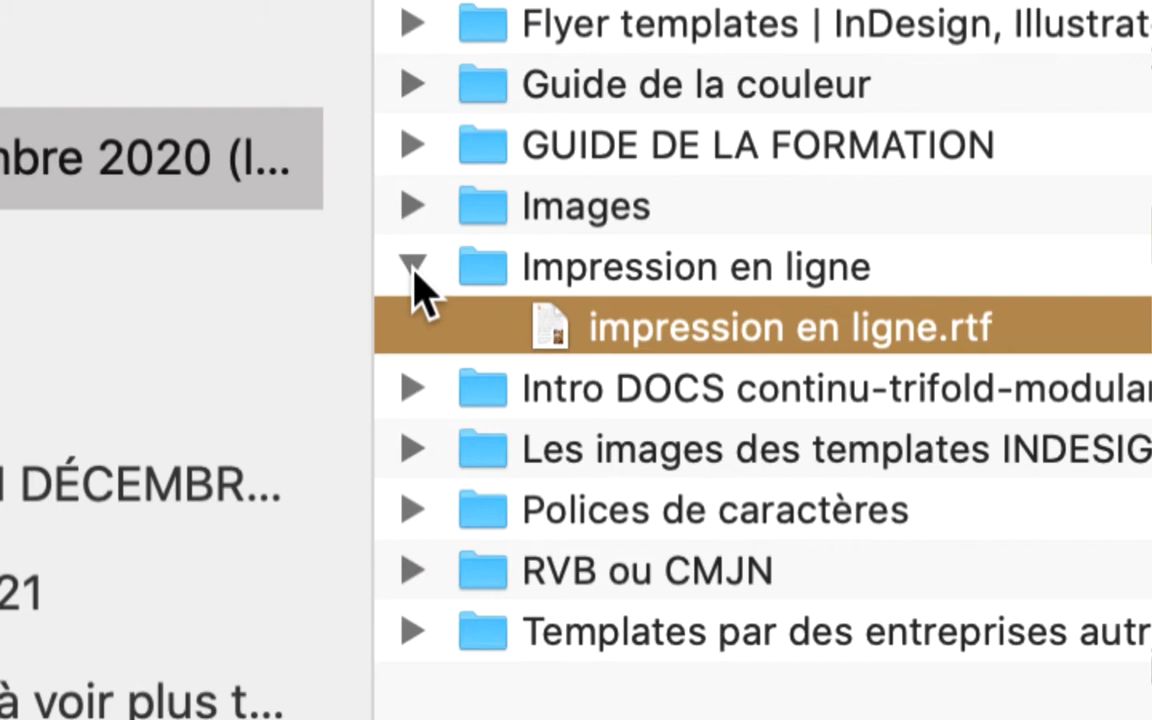 Flyer templates | InDesign, Illustrat
Guide de la couleur
mbre 2020 (l...
GUIDE DE LA FORMATION
Images
Impression en ligne
impression en ligne.rtf
Intro DOCS continu-trifold-modular
Les images des templates INDESIG
DÉCEMBR...
Polices de caractères
21
RVB ou CMJN
Templates par des entreprises autr
à voir plus t...